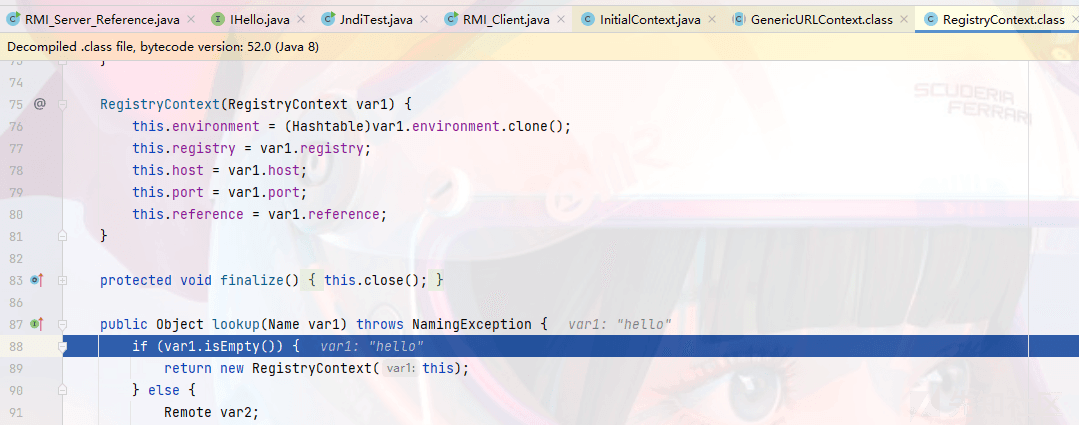 RMI_Server_Reference.java × IHello.java × JndiTest.java × RMI_Client.java × InitialContext.java × GenericURLContext.class × RegistryContext.class ×
Decompiled .class file, bytecode version: 52.0 (Java 8)
73 }
74
75 @ RegistryContext(RegistryContext var1) {
76 this.environment = (Hashtable)var1.environment.clone();
77 this.registry = var1.registry;
78 this.host = var1.host;
79 this.port = var1.port;
80 this.reference = var1.reference;
81 }
82
83 protected void finalize() { this.close(); }
86
87 public Object lookup(Name var1) throws NamingException { var1: "hello"
88 if (var1.isEmpty()) { var1: "hello"
89 return new RegistryContext( var1: this);
90 } else {
91 Remote var2;
SCUDERIA
FERRARI